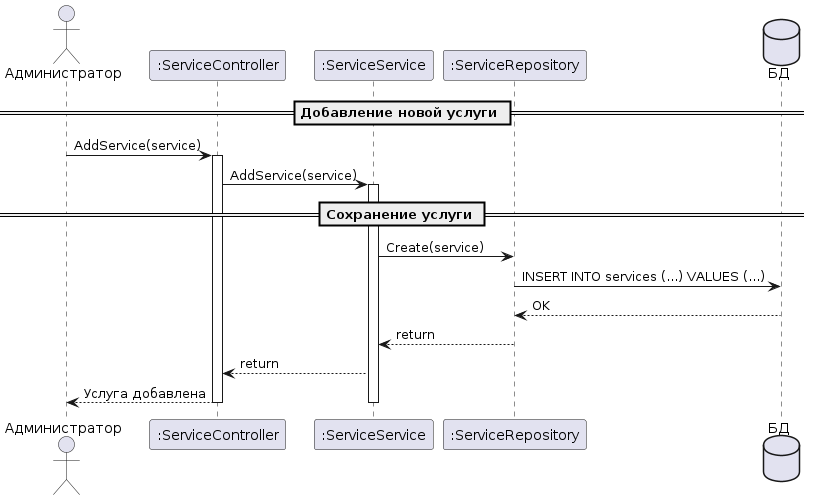 Администратор
:ServiceController
:ServiceService
:ServiceRepository
БД
Добавление новой услуги
AddService(service)
AddService(service)
Сохранение услуги
Create(service)
INSERT INTO services (...) VALUES (...)
OK
return
return
Услуга добавлена
Администратор
:ServiceController
:ServiceService
:ServiceRepository
БД